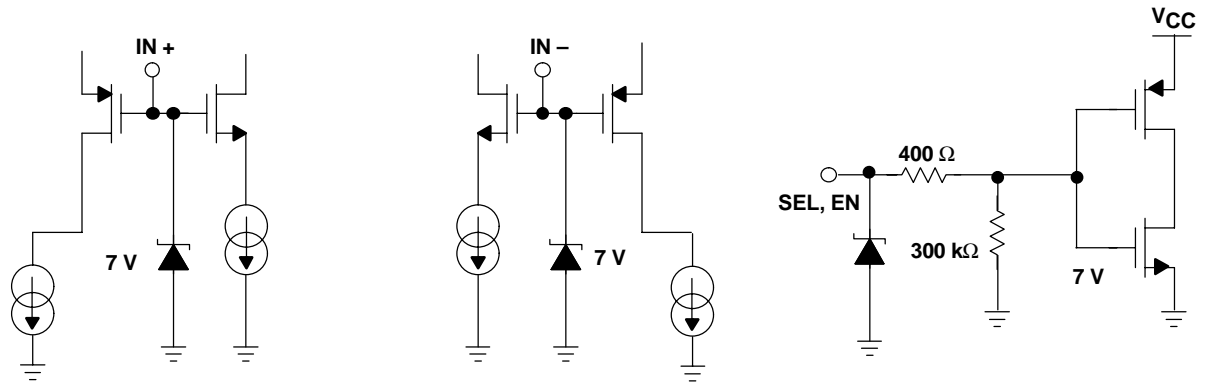 IN +
7 V
IN –
7 V
VCC
400 Ω
SEL, EN
300 kΩ
7 V